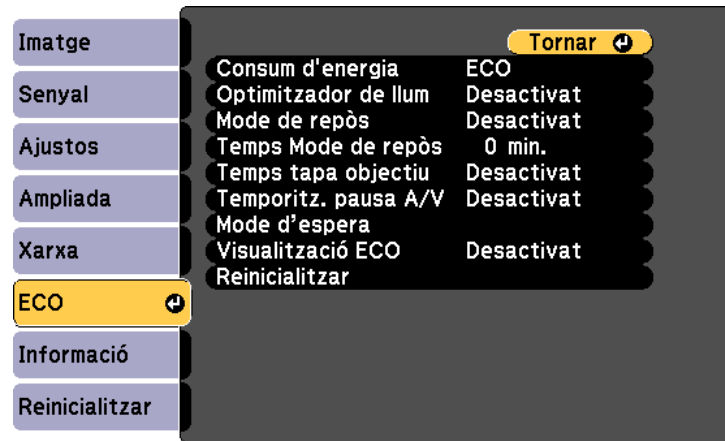 Imatge
Senyal
Ajustos
Ampliada
Xarxa
ECO
Informació
Reinicialitzar
Tornar
Consum d'energia ECO
Optimitzador de llum Desactivat
Mode de repòs Desactivat
Temps Mode de repòs 0 min.
Temps tapa objectiu Desactivat
Temporitz. pausa A/V Desactivat
Mode d’espera
Visualització ECO Desactivat
Reinicialitzar